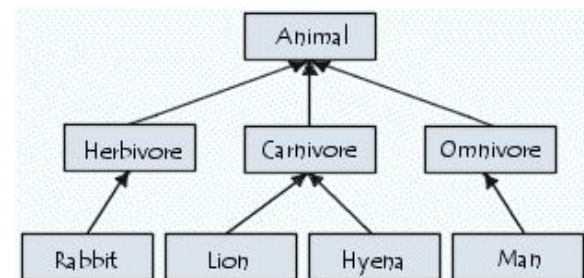 Animal
Herbivore
Carnivore
Omnivore
Rabbit
Lion
Hyena
Man